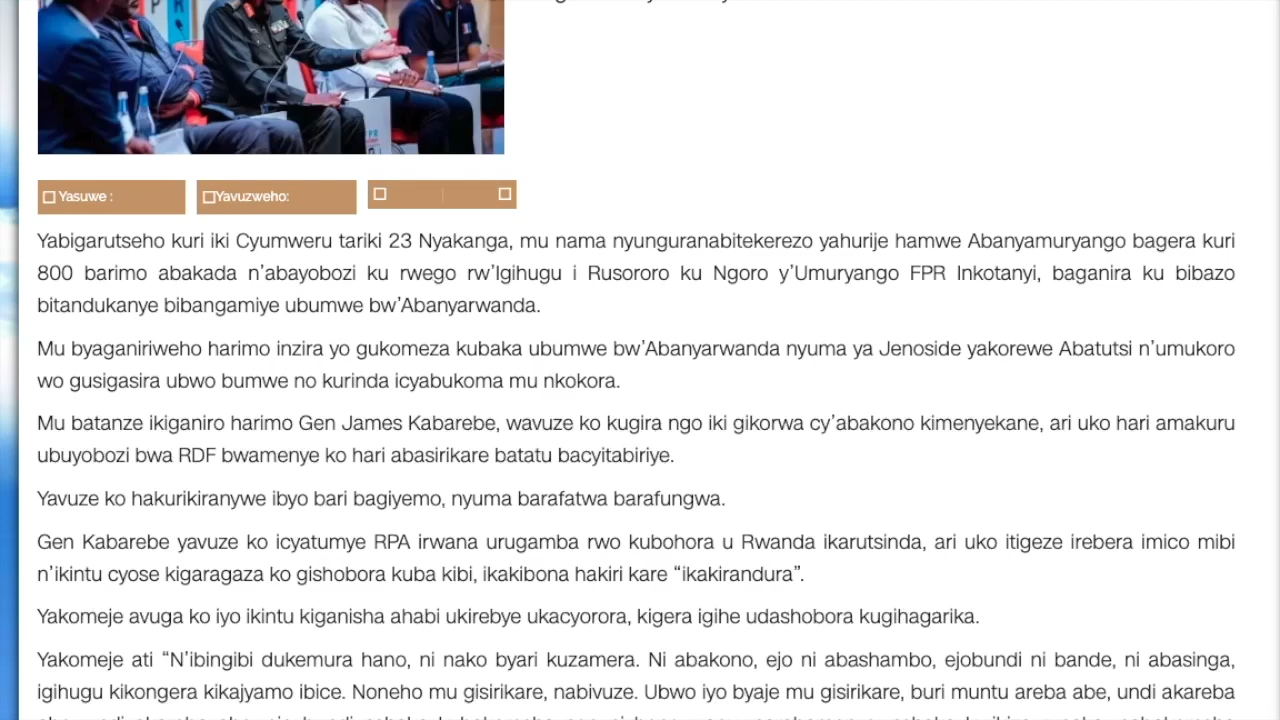 Yasuwe :
Yavuzweho:
Yabigarutseho kuri iki Cyumweru tariki 23 Nyakanga, mu nama nyunguranabitekerezo yahurije hamwe Abanyamuryango bagera kuri
800 barimo abakada n’abayobozi ku rwego rw’Igihugu i Rusororo ku Ngoro y’Umuryango FPR Inkotanyi, baganira ku bibazo
bitandukanye bibangamiye ubumwe bw’Abanyarwanda.
Mu byaganiriweho harimo inzira yo gukomeza kubaka ubumwe bw’Abanyarwanda nyuma ya Jenoside yakorewe Abatutsi n’umukoro
wo gusigasira ubwo bumwe no kurinda icyabukoma mu nkokora.
Mu batanze ikiganiro harimo Gen James Kabarebe, wavuze ko kugira ngo iki gikorwa cy’abakono kimenyekane, ari uko hari amakuru
ubuyobozi bwa RDF bwamenye ko hari abasirikare batatu bacyitabiriye.
Yavuze ko hakurikiranywe ibyo bari bagiyemo, nyuma barafatwa barafungwa.
Gen Kabarebe yavuze ko icyatumye RPA irwana urugamba rwo kubohora u Rwanda ikarutsinda, ari uko itigeze irebera imico mibi
n’ikintu cyose kigaragaza ko gishobora kuba kibi, ikakibona hakiri kare “ikakirandura”.
Yakomeje avuga ko iyo ikintu kiganisha ahabi ukirebye ukacyorora, kigera igihe udashobora kugihagarika.
Yakomeje ati “N’ibingibi dukemura hano, ni nako byari kuzamera. Ni abakono, ejo ni abashambo, ejobundi ni bande, ni abasinga,
igihugu kikongera kikajyamo ibice. Noneho mu gisirikare, nabivuze. Ubwo iyo byaje mu gisirikare, buri muntu areba abe, undi akareba